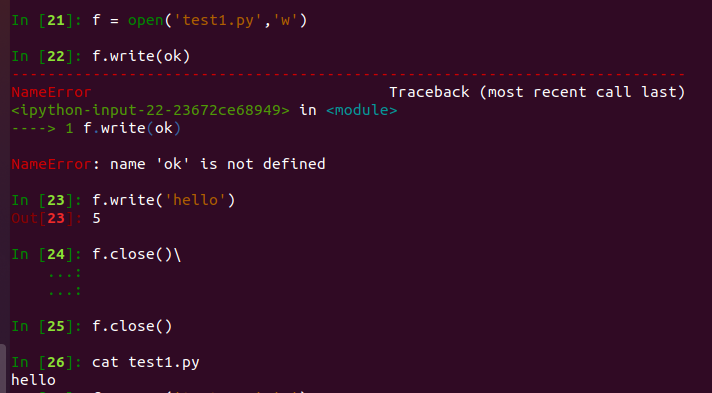 In [21]: f = open('test1.py','w')
In [22]: f.write(ok)
---------------------------------------------------------------------------
NameError                                 Traceback (most recent call last)
<ipython-input-22-23672ce68949> in <module>
----> 1 f.write(ok)
NameError: name 'ok' is not defined
In [23]: f.write('hello')
Out[23]: 5
In [24]: f.close()\
    ...:
    ...:
In [25]: f.close()
In [26]: cat test1.py
hello